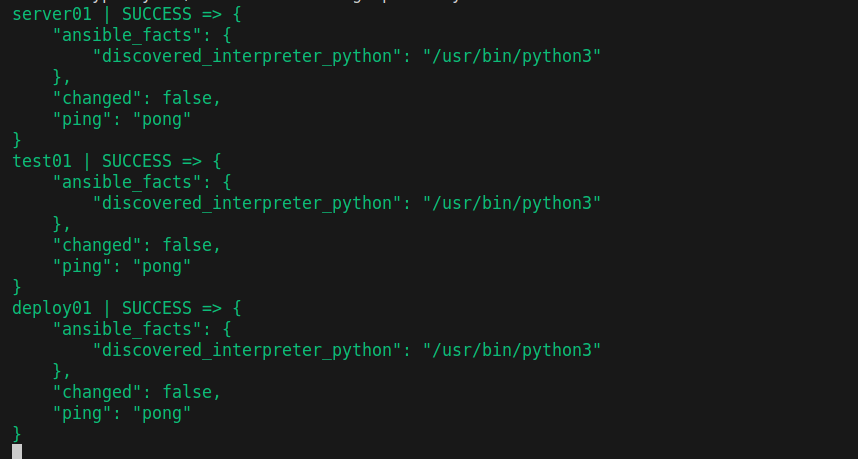 server01 | SUCCESS => {
    "ansible_facts": {
        "discovered_interpreter_python": "/usr/bin/python3"
    },
    "changed": false,
    "ping": "pong"
}
test01 | SUCCESS => {
    "ansible_facts": {
        "discovered_interpreter_python": "/usr/bin/python3"
    },
    "changed": false,
    "ping": "pong"
}
deploy01 | SUCCESS => {
    "ansible_facts": {
        "discovered_interpreter_python": "/usr/bin/python3"
    },
    "changed": false,
    "ping": "pong"
}